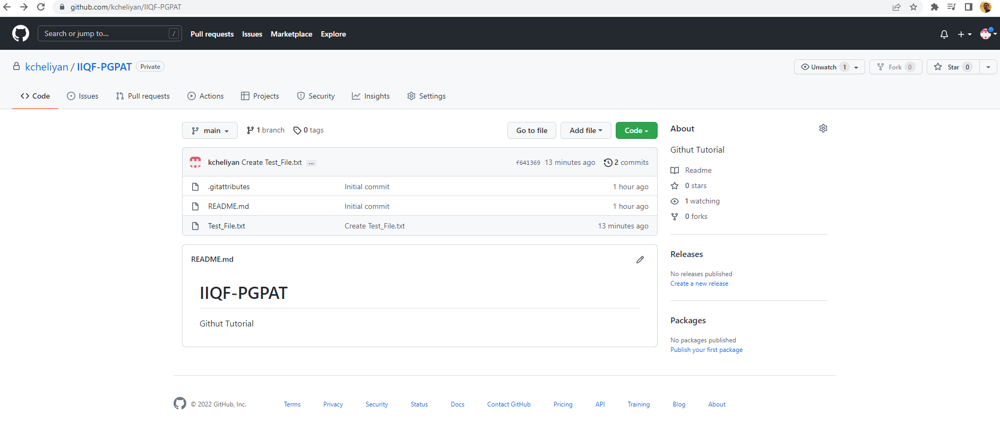 github.com/kcheliyan/IIQF-PGPAT
Search or jump to... /
Pull requests Issues Marketplace Explore
kcheliyan / IIQF-PGPAT Private
Unwatch 1 Fork 0 Star 0
Code Issues Pull requests Actions Projects Security Insights Settings
main 1 branch 0 tags Go to file Add file Code
kcheliyan Create Test_File.txt ... f641369 13 minutes ago 2 commits
.gitattributes Initial commit 1 hour ago
README.md Initial commit 1 hour ago
Test_File.txt Create Test_File.txt 13 minutes ago
README.md
IIQF-PGPAT
Githut Tutorial
About
Githut Tutorial
Readme
0 stars
1 watching
0 forks
Releases
No releases published
Create a new release
Packages
No packages published
Publish your first package
© 2022 GitHub, Inc. Terms Privacy Security Status Docs Contact GitHub Pricing API Training Blog About